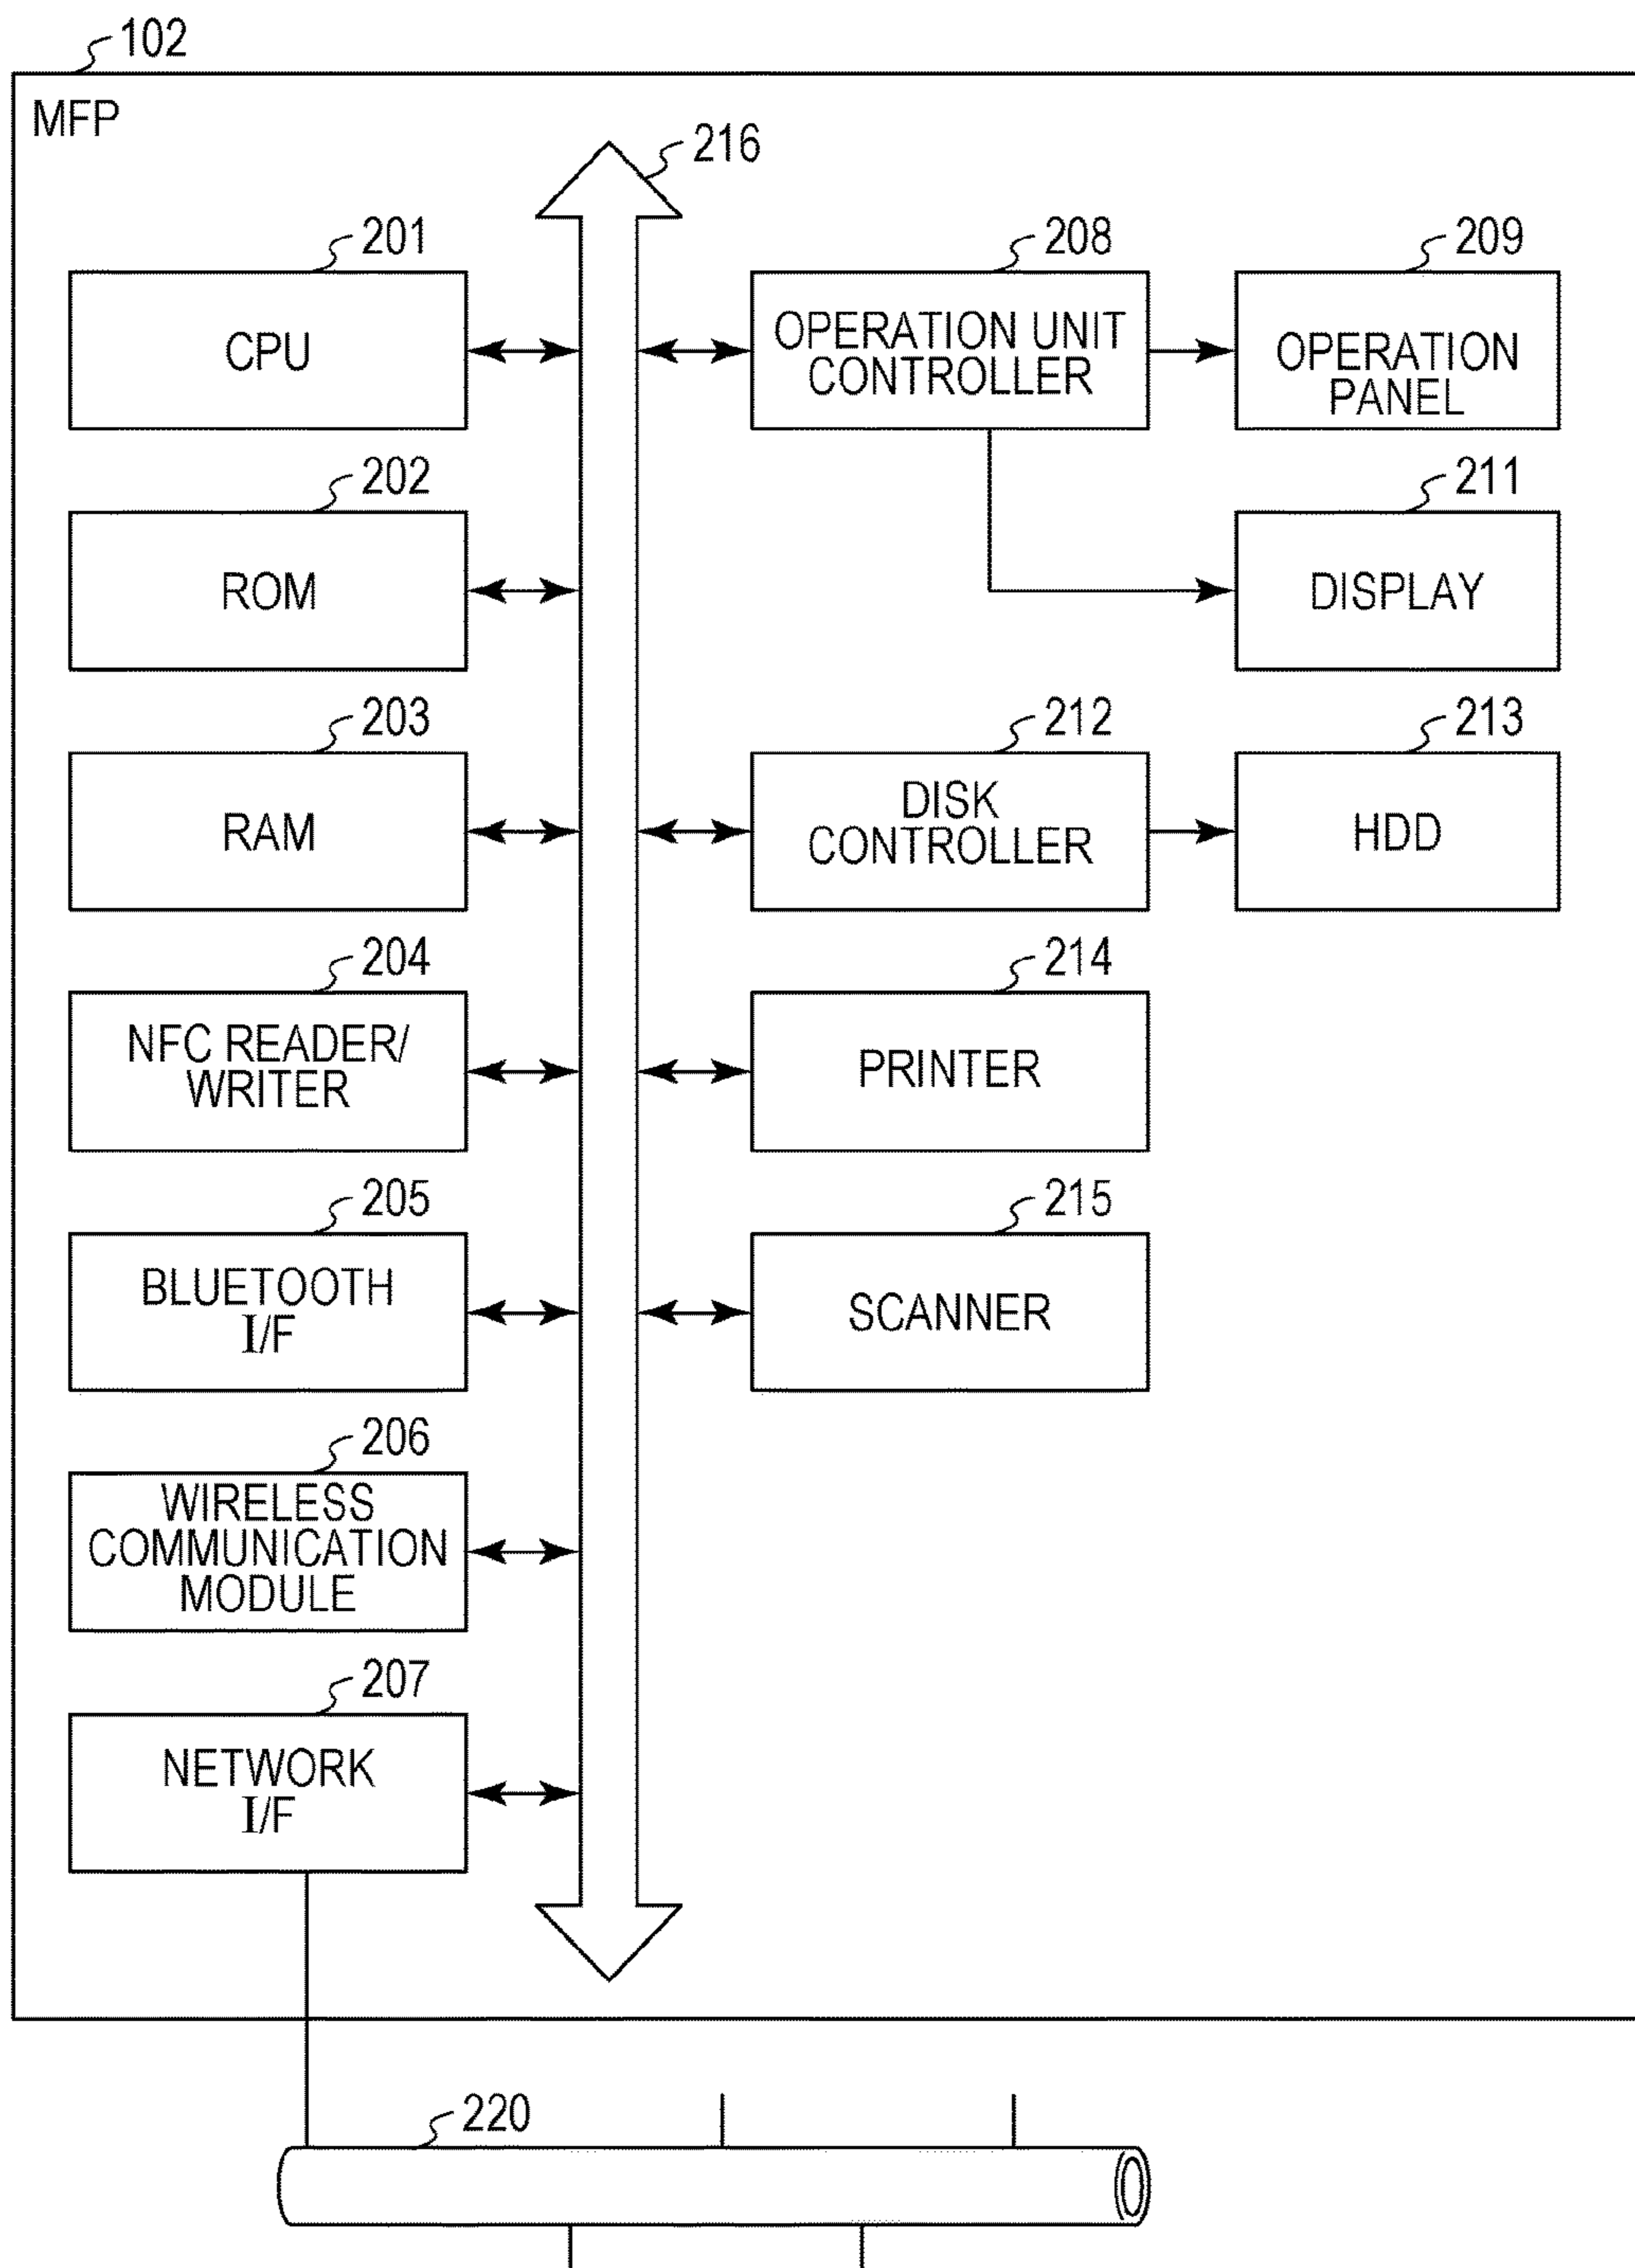 102
MFP
216
201
CPU
208
OPERATION UNIT
CONTROLLER
209
OPERATION
PANEL
202
ROM
211
DISPLAY
203
RAM
212
DISK
CONTROLLER
213
HDD
204
NFC READER/
WRITER
214
PRINTER
205
BLUETOOTH
I/F
215
SCANNER
206
WIRELESS
COMMUNICATION
MODULE
207
NETWORK
I/F
220